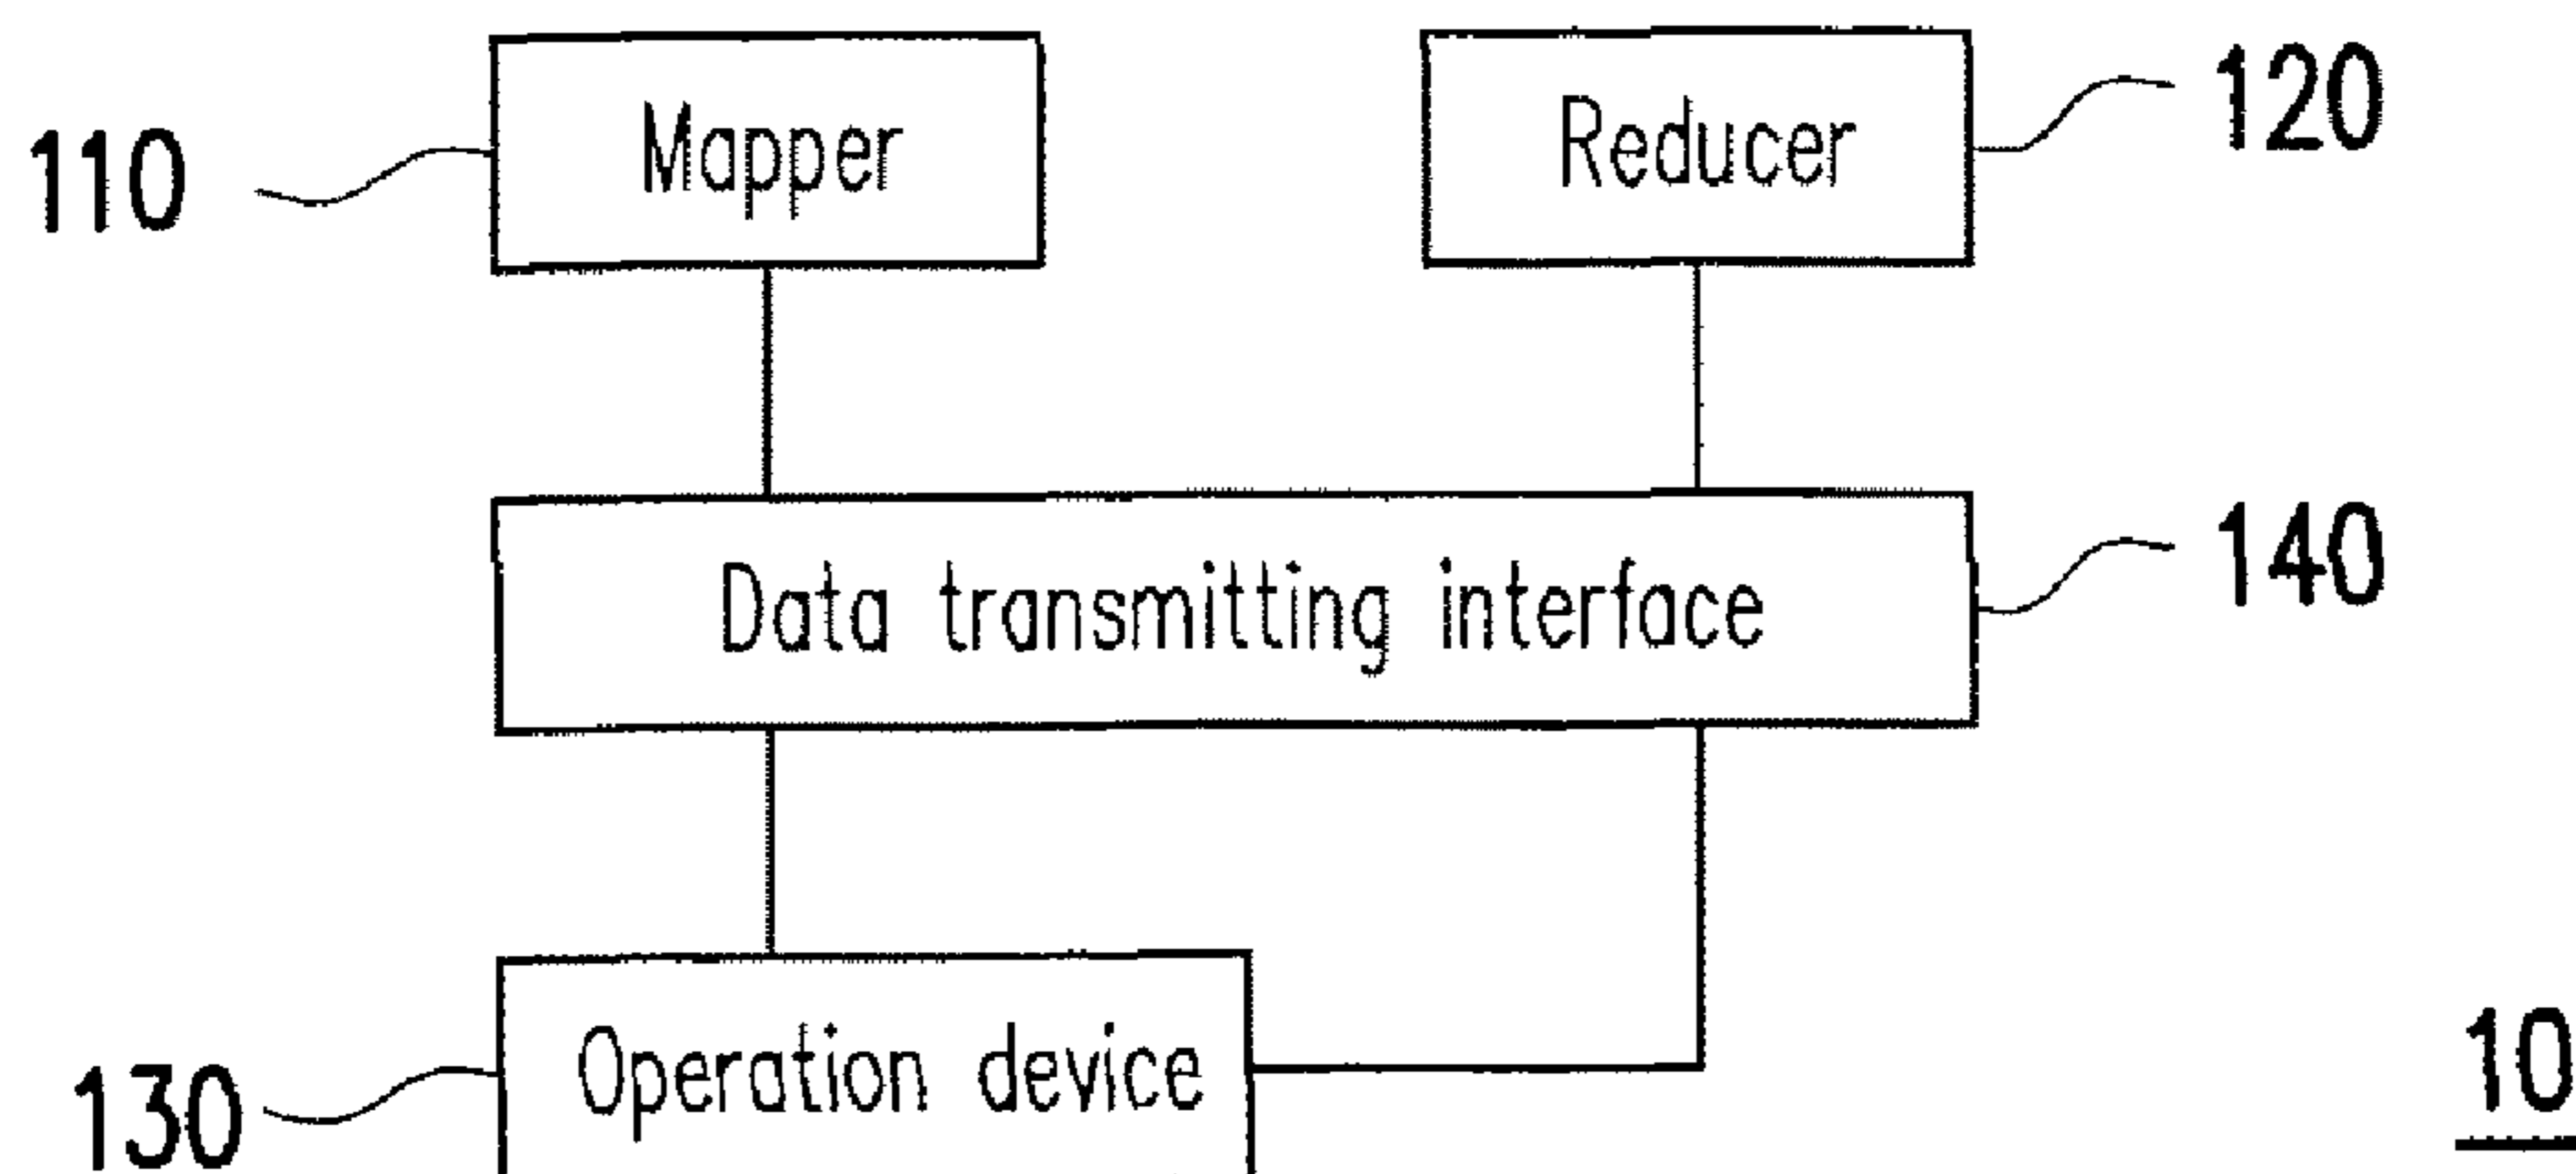 110
Mapper
Reducer
120
Data transmitting interface
140
130
Operation device
10